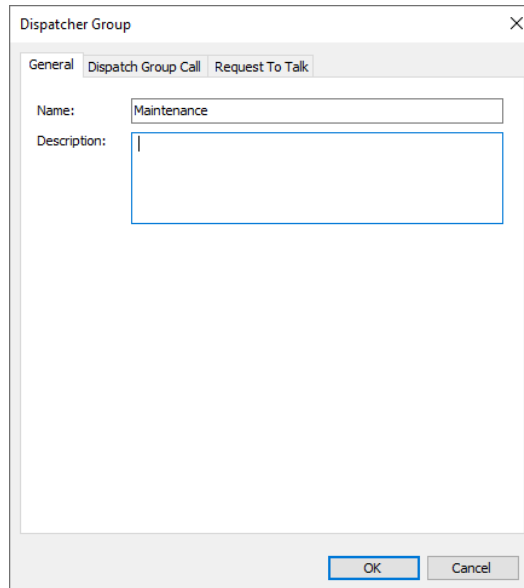 Dispatcher Group
General Dispatch Group Call Request To Talk
Name: Maintenance
Description:
OK Cancel